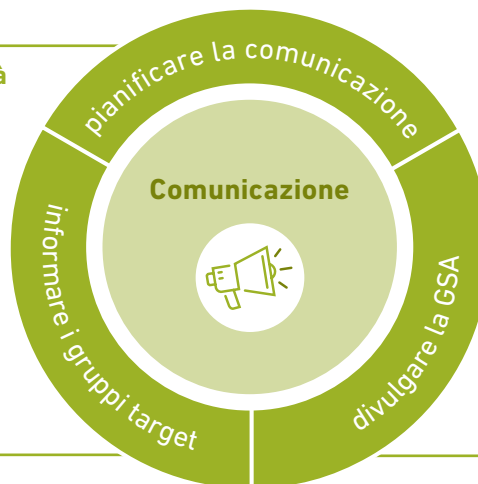 pianificare la comunicazione
à
Comunicazione
informare i gruppi target
divulgare la GSA